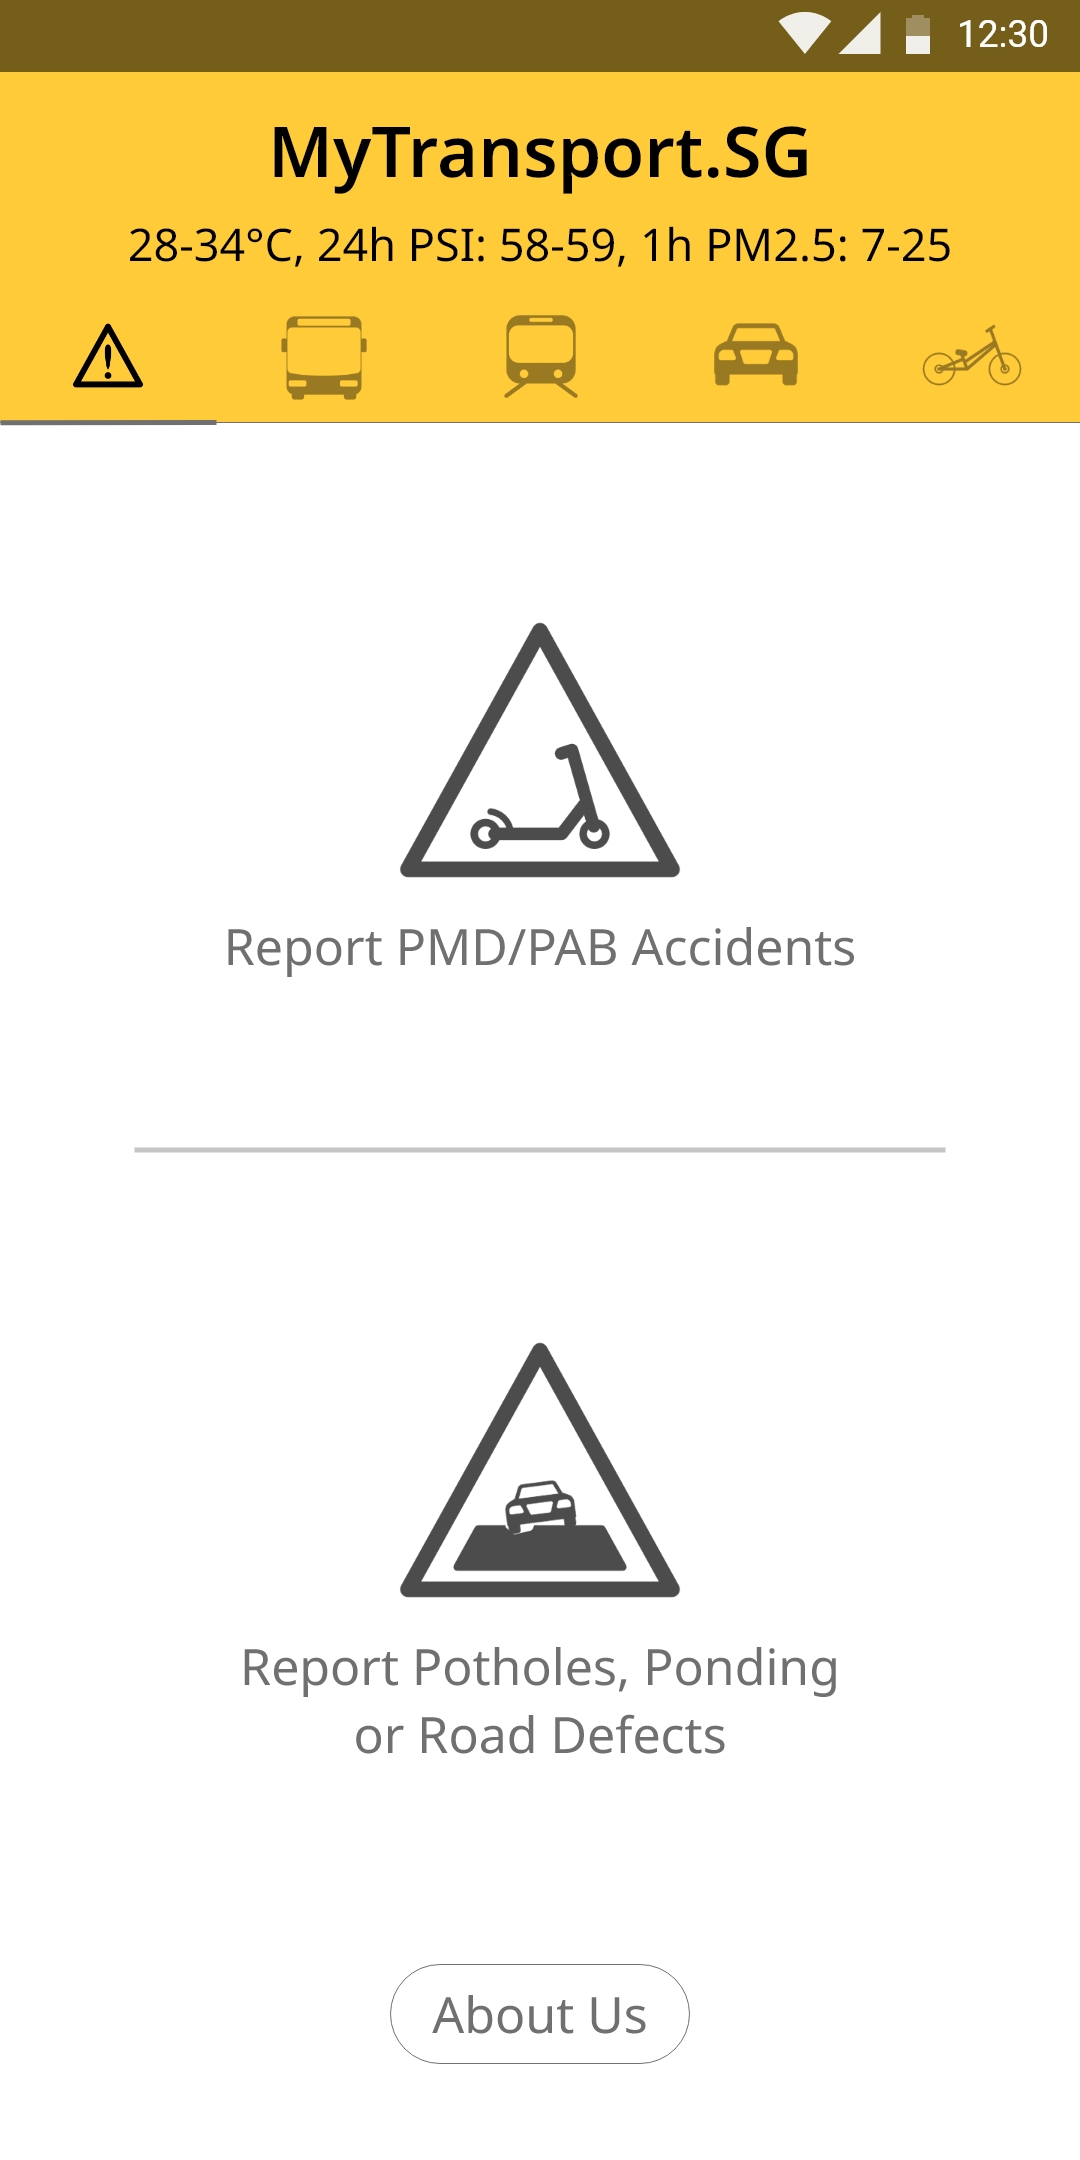 12:30
MyTransport.SG
28-34°C, 24h PSI: 58-59, 1h PM2.5: 7-25
Report PMD/PAB Accidents
Report Potholes, Ponding
or Road Defects
About Us